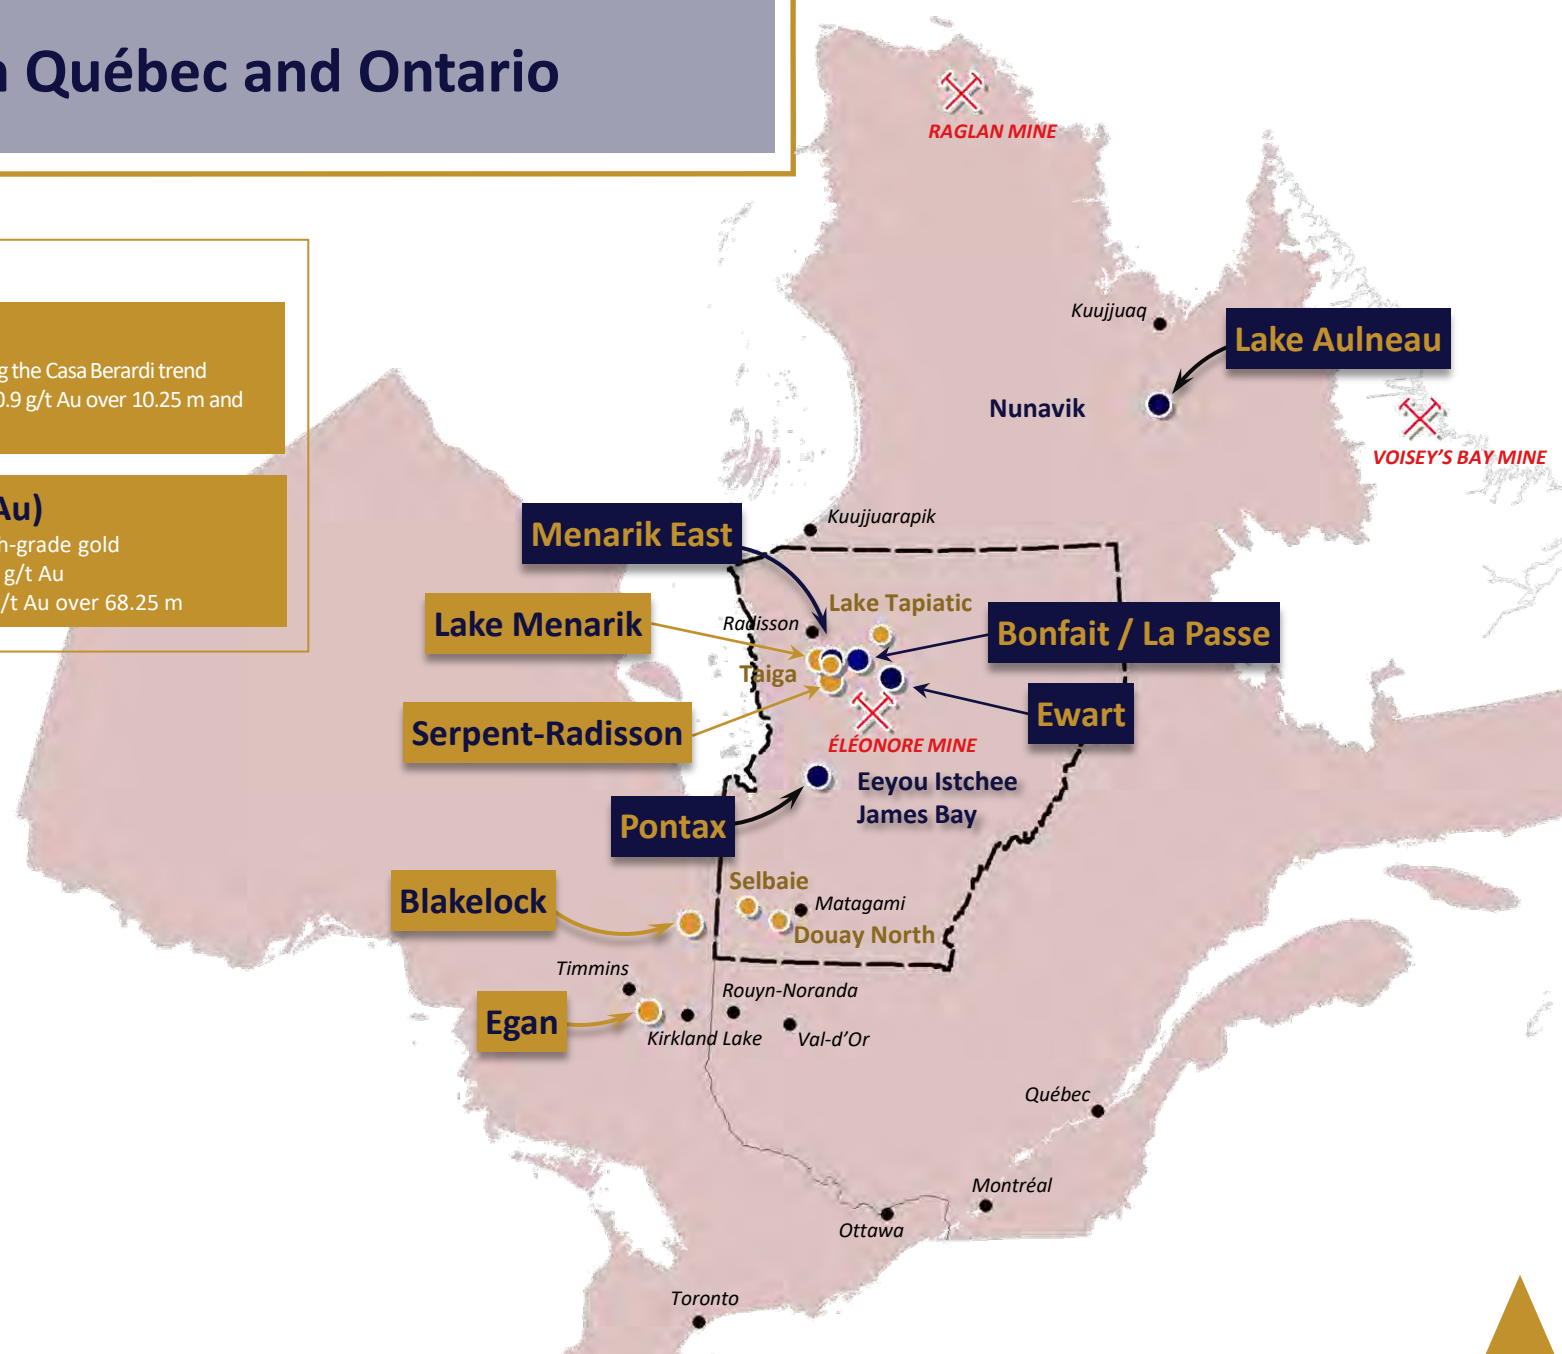 Québec and Ontario
the Casa Berardi trend
g/t Au over 10.25 m and
Au)
gold
g/t Au
Au over 68.25 m
RAGLAN MINE
Kuujjuaq
Lake Aulneau
Nunavik
VOISEY'S BAY MINE
Kuujjuarapik
Menarik East
Lake Tapiatic
Lake Menarik
Radisson
Bonfait / La Passe
Taiga
Ewart
Serpent-Radisson
ÉLÉONORE MINE
Eeyou Istchee
James Bay
Pontax
Selbaie
Blakelock
Matagami
Douay North
Timmins
Rouyn-Noranda
Egan
Kirkland Lake
Val-d'Or
Québec
Montréal
Ottawa
Toronto